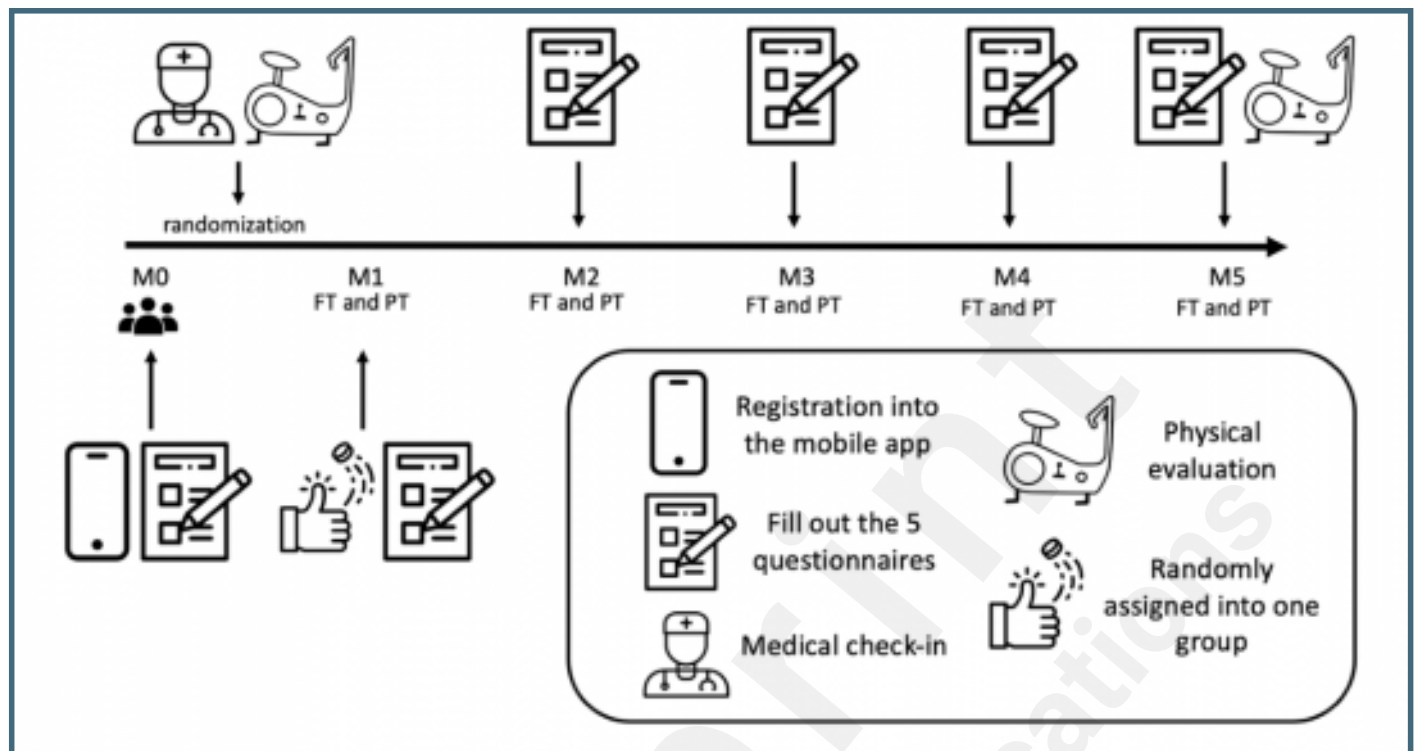 randomization
M0
M1
M2
M3
M4
M5
FT and PT
FT and PT
FT and PT
FT and PT
FT and PT
Registration into
the mobile app
Physical
evaluation
Fill out the 5
questionnaires
Randomly
assigned into one
group
Medical check-in